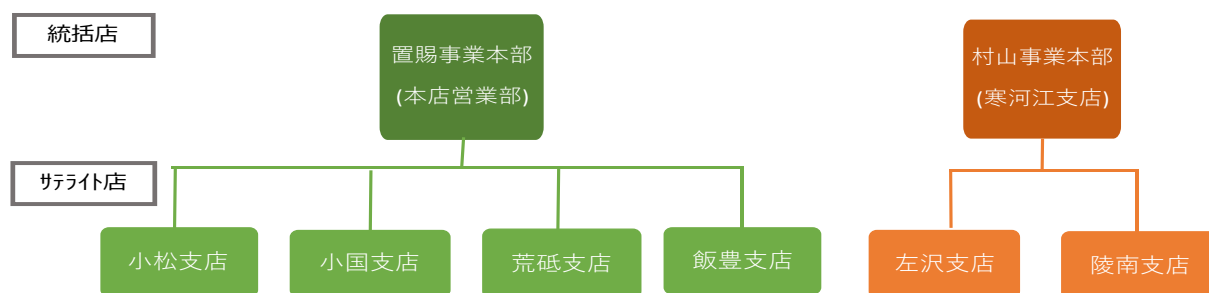 統括店
置賜事業本部
(本店営業部)
村山事業本部
(寒河江支店)
ｻﾃﾗｲﾄ店
小松支店
小国支店
荒砥支店
飯豊支店
左沢支店
陵南支店